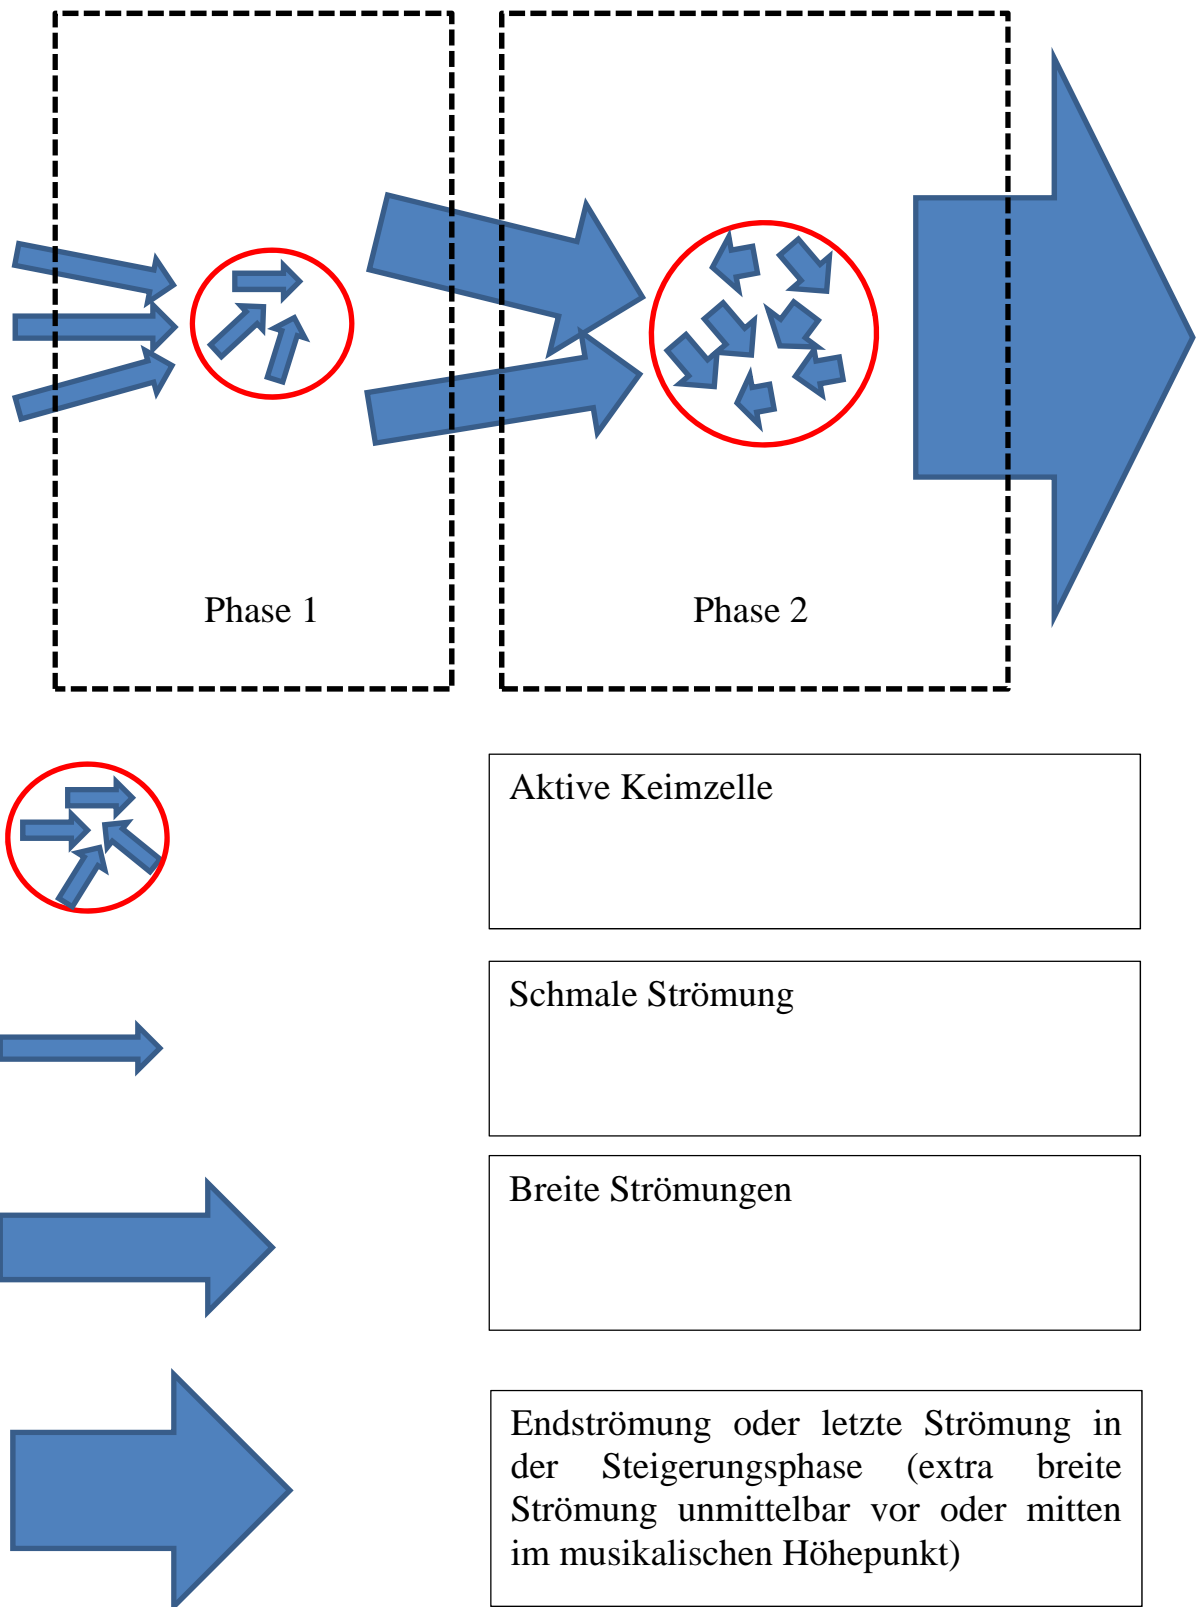 Phase 1
Phase 2
Aktive Keimzelle
Schmale Strömung
Breite Strömungen
Endströmung oder letzte Strömung in
der Steigerungsphase (extra breite
Strömung unmittelbar vor oder mitten
im musikalischen Höhepunkt)